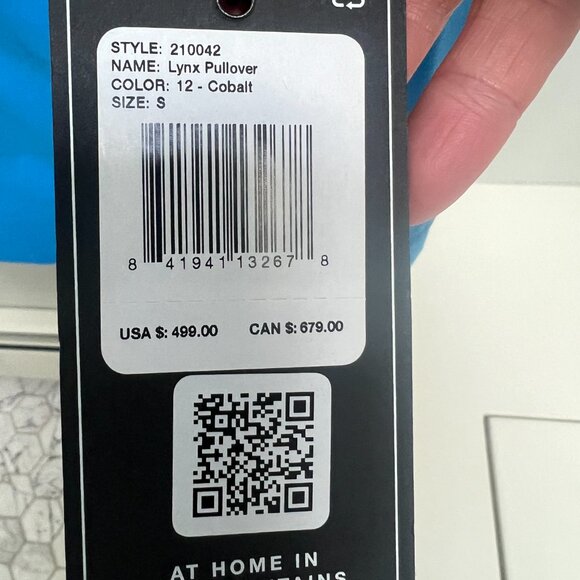 STYLE: 210042
NAME: Lynx Pullover
COLOR: 12 - Cobalt
SIZE: S
8 41941 13267 8
USA $: 499.00 CAN $: 679.00
AT HOME IN